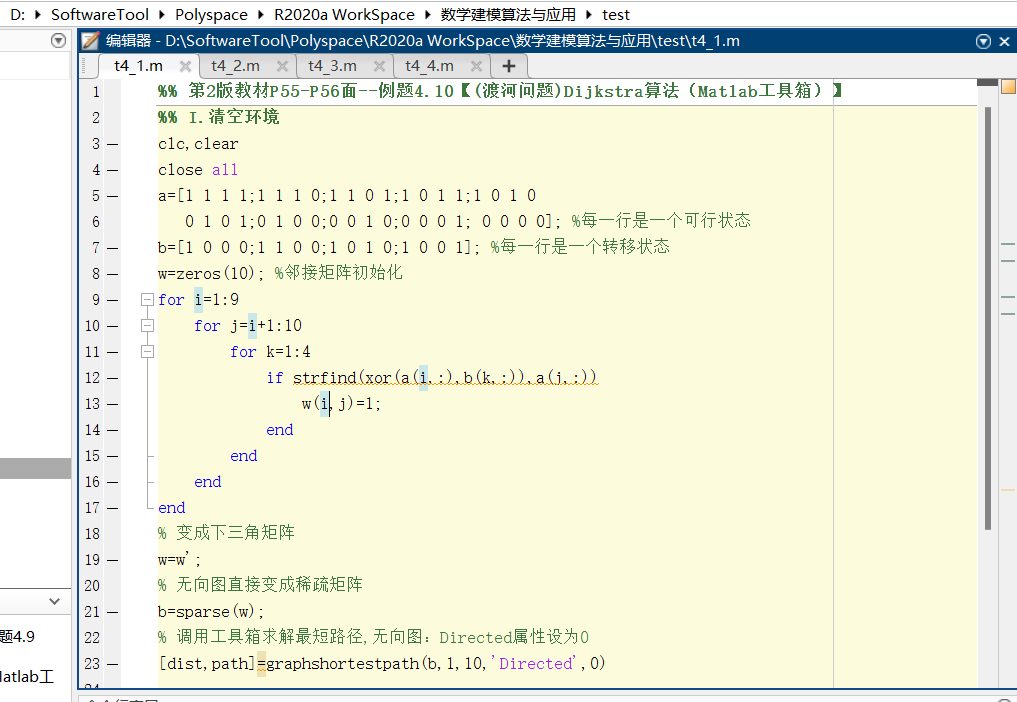 D: ▸ SoftwareTool ▸ Polyspace ▸ R2020a WorkSpace ▸ 数学建模算法与应用 ▸ test
编辑器 - D:\SoftwareTool\Polyspace\R2020a WorkSpace\数学建模算法与应用\test\t4_1.m
t4_1.m × t4_2.m × t4_3.m × t4_4.m × +
1 %% 第2版教材P55-P56面--例题4.10【(渡河问题)Dijkstra算法（Matlab工具箱）】
2 %% I.清空环境
3 — clc,clear
4 — close all
5 — a=[1 1 1 1;1 1 1 0;1 1 0 1;1 0 1 1;1 0 1 0
6 0 1 0 1;0 1 0 0;0 0 1 0;0 0 0 1; 0 0 0 0]; %每一行是一个可行状态
7 — b=[1 0 0 0;1 1 0 0;1 0 1 0;1 0 0 1]; %每一行是一个转移状态
8 — w=zeros(10); %邻接矩阵初始化
9 — for i=1:9
10 — for j=i+1:10
11 — for k=1:4
12 — if strfind(xor(a(i,:),b(k,:)),a(j,:))
13 — w(i,j)=1;
14 — end
15 — end
16 — end
17 — end
18 % 变成下三角矩阵
19 — w=w';
20 % 无向图直接变成稀疏矩阵
21 — b=sparse(w);
22 % 调用工具箱求解最短路径,无向图：Directed属性设为0
23 — [dist,path]=graphshortestpath(b,1,10,'Directed',0)
题4.9
latlab工